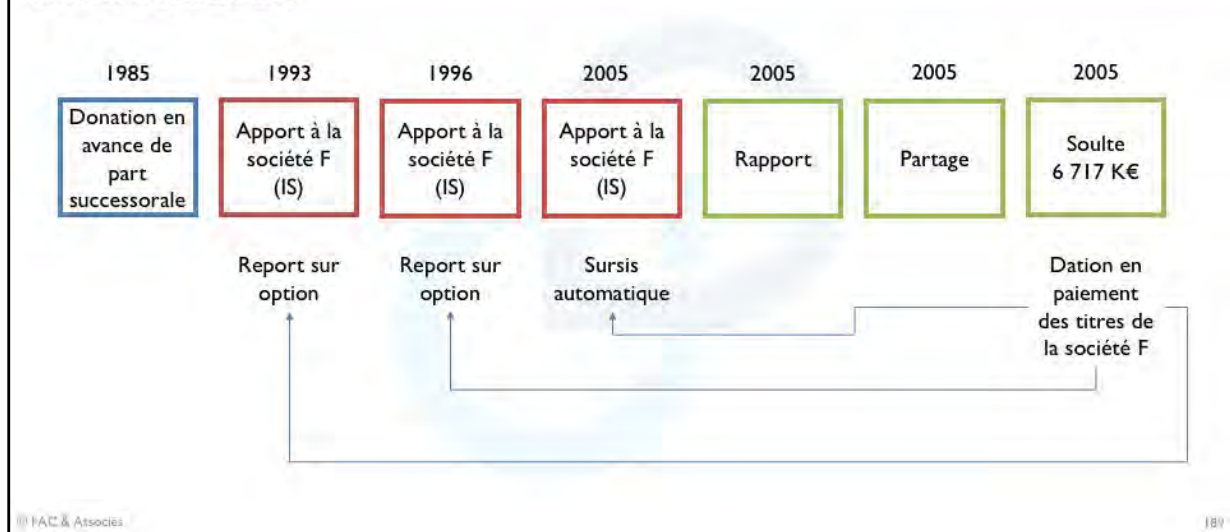 1985
1993
1996
2005
2005
2005
2005
Donation en
avance de
part
successorale
Apport à la
société F
(IS)
Apport à la
société F
(IS)
Apport à la
société F
(IS)
Rapport
Partage
Soulte
6 717 K€
Report sur
option
Report sur
option
Sursis
automatique
Dation en
paiement
des titres de
la société F
© FAC & Associés
189